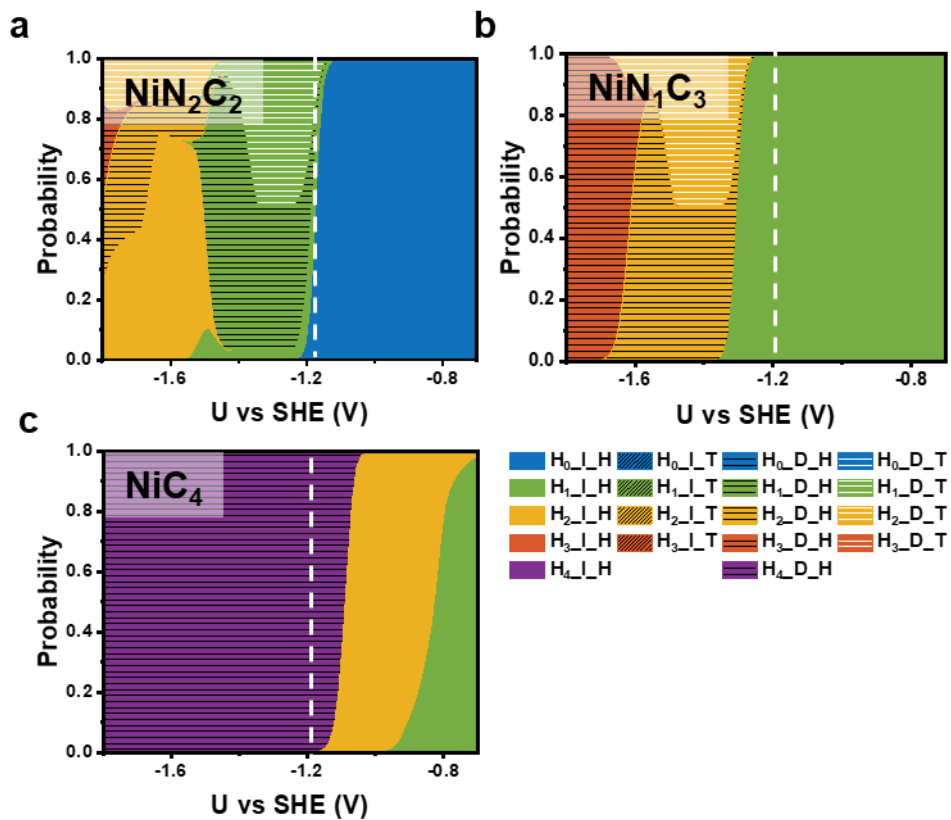 a
NiN₂C₂
1.0
0.8
0.6
0.4
0.2
0.0
Probability
-1.6
-1.2
-0.8
U vs SHE (V)
b
NiN₁C₃
1.0
0.8
0.6
0.4
0.2
0.0
Probability
-1.6
-1.2
-0.8
U vs SHE (V)
c
NiC₄
1.0
0.8
0.6
0.4
0.2
0.0
Probability
-1.6
-1.2
-0.8
U vs SHE (V)
H₀_I_H H₀_I_T H₀_D_H H₀_D_T
H₁_I_H H₁_I_T H₁_D_H H₁_D_T
H₂_I_H H₂_I_T H₂_D_H H₂_D_T
H₃_I_H H₃_I_T H₃_D_H H₃_D_T
H₄_I_H H₄_D_H